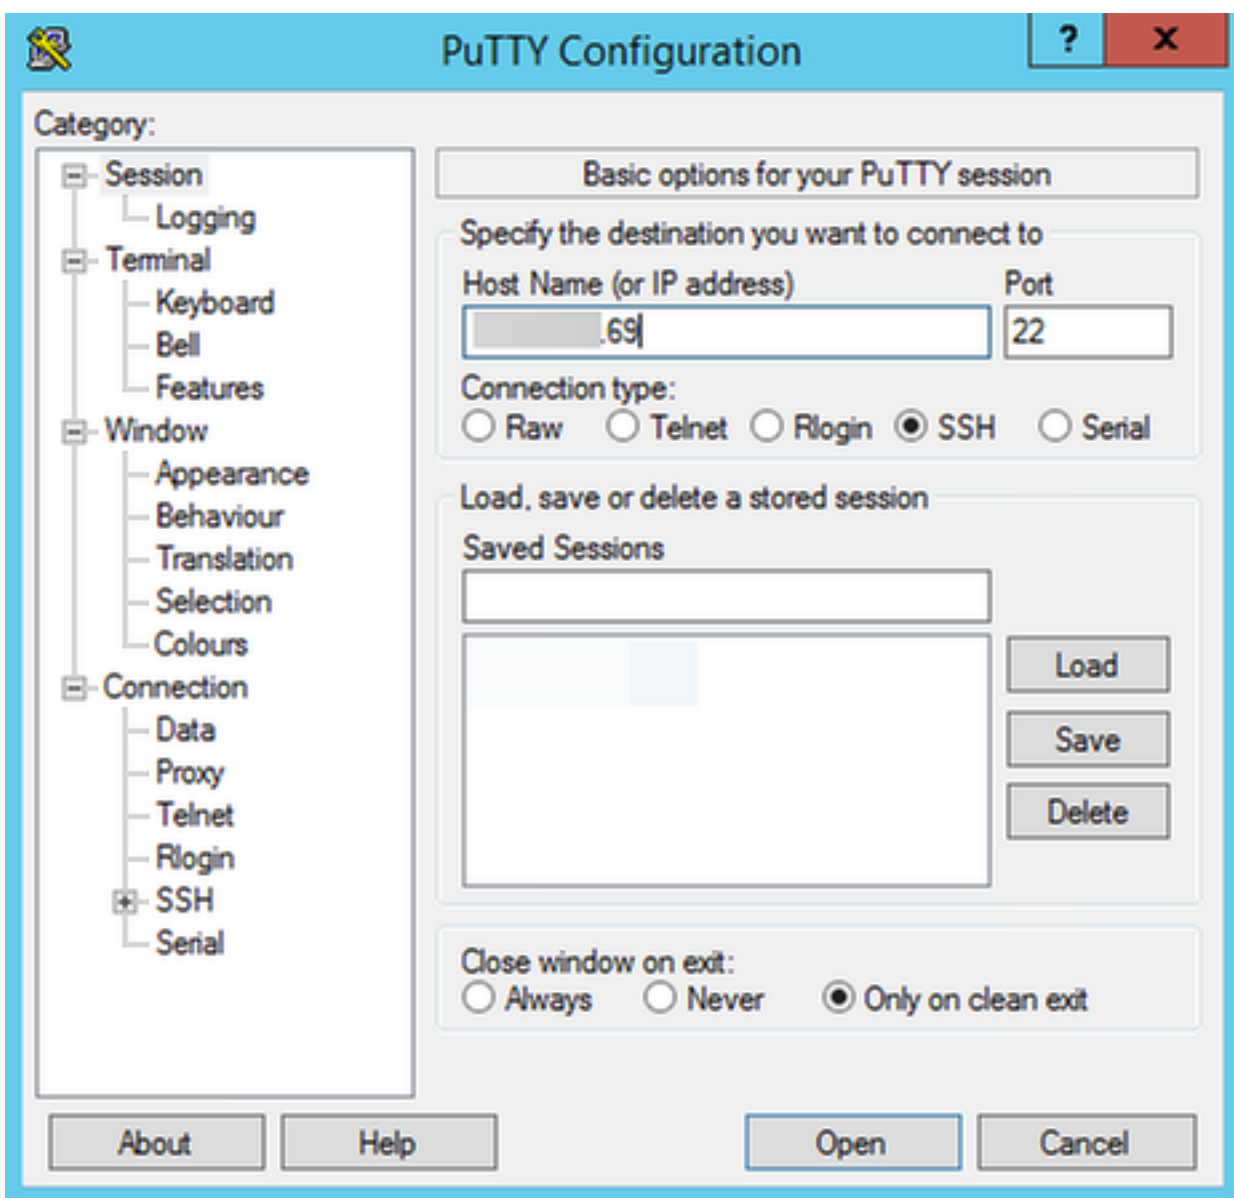 PuTTY Configuration
?
x
Category:
Session
Logging
Terminal
Keyboard
Bell
Features
Window
Appearance
Behaviour
Translation
Selection
Colours
Connection
Data
Proxy
Telnet
Rlogin
SSH
Serial
Basic options for your PuTTY session
Specify the destination you want to connect to
Host Name (or IP address) Port
.69 22
Connection type:
Raw Telnet Rlogin SSH Serial
Load, save or delete a stored session
Saved Sessions
Load
Save
Delete
Close window on exit:
Always Never Only on clean exit
About Help Open Cancel